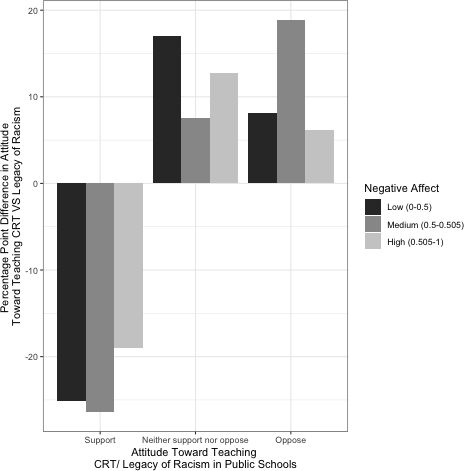 Percentage Point Difference in Attitude
Toward Teaching CRT VS Legacy of Racism
20
10
0
-10
-20
Support
Neither support nor oppose
Oppose
Attitude Toward Teaching
CRT/ Legacy of Racism in Public Schools
Negative Affect
Low (0-0.5)
Medium (0.5-0.505)
High (0.505-1)